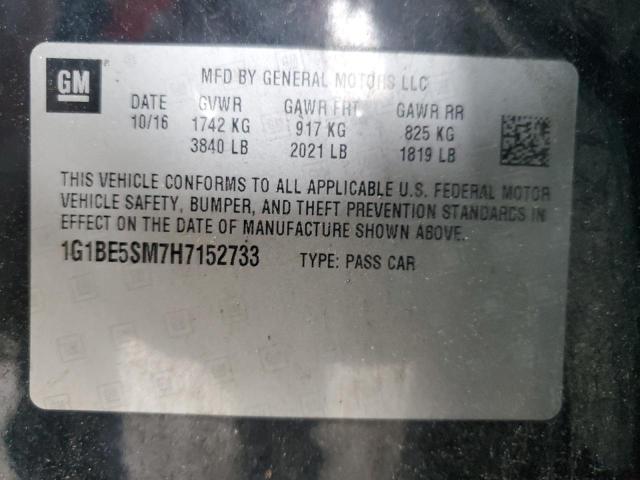 GM
MFD BY GENERAL MOTORS LLC
DATE GVWR GAWR FRT GAWR RR
10/16 1742 KG 917 KG 825 KG
3840 LB 2021 LB 1819 LB
THIS VEHICLE CONFORMS TO ALL APPLICABLE U.S. FEDERAL MOTOR
VEHICLE SAFETY, BUMPER, AND THEFT PREVENTION STANDARDS IN
EFFECT ON THE DATE OF MANUFACTURE SHOWN ABOVE.
1G1BE5SM7H7152733 TYPE: PASS CAR